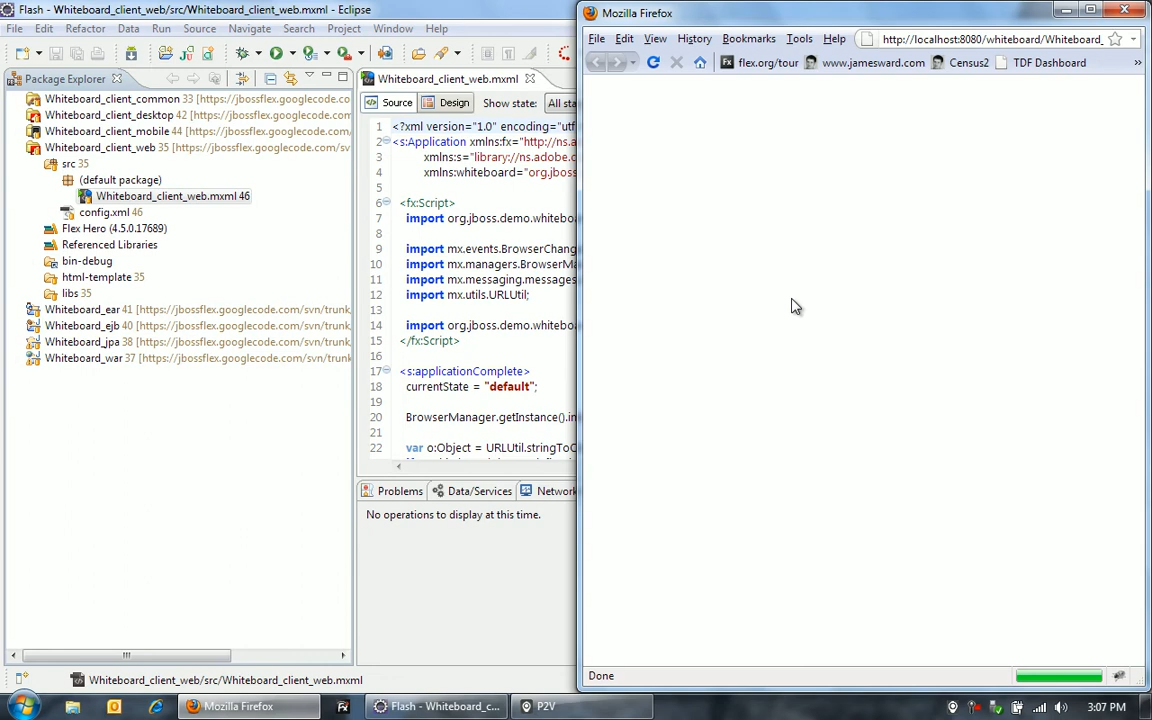 Flash - Whiteboard_client_web/src/Whiteboard_client_web.mxml - Eclipse
File Edit Refactor Data Run Source Navigate Search Project Window Help
Package Explorer
Whiteboard_client_common 33 [https://jbossflex.googlecode.co
Whiteboard_client_desktop 42 [https://jbossflex.googlecode.co
Whiteboard_client_mobile 44 [https://jbossflex.googlecode.com/
Whiteboard_client_web 35 [https://jbossflex.googlecode.com/sv
src 35
(default package)
Whiteboard_client_web.mxml 46
config.xml 46
Flex Hero (4.5.0.17689)
Referenced Libraries
bin-debug
html-template 35
libs 35
Whiteboard_ear 41 [https://jbossflex.googlecode.com/svn/trunk,
Whiteboard_ejb 40 [https://jbossflex.googlecode.com/svn/trunk,
Whiteboard_jpa 38 [https://jbossflex.googlecode.com/svn/trunk,
Whiteboard_war 37 [https://jbossflex.googlecode.com/svn/trunk,
Whiteboard_client_web.mxml
Source Design Show state: All sta
1 <?xml version="1.0" encoding="utf
2 <s:Application xmlns:fx="http://ns.a
3 xmlns:s="library://ns.adobe.c
4 xmlns:whiteboard="org.jboss
5
6 <fx:Script>
7 import org.jboss.demo.whitebo
8
9 import mx.events.BrowserChang
10 import mx.managers.BrowserMa
11 import mx.messaging.messages
12 import mx.utils.URLUtil;
13
14 import org.jboss.demo.whitebo
15 </fx:Script>
16
17 <s:applicationComplete>
18 currentState = "default";
19
20 BrowserManager.getInstance().in
21
22 var o:Object = URLUtil.stringToO
Problems Data/Services Network
No operations to display at this time.
Whiteboard_client_web/src/Whiteboard_client_web.mxml
Mozilla Firefox
File Edit View History Bookmarks Tools Help http://localhost:8080/whiteboard/Whiteboard_
Fx flex.org/tour www.jamesward.com Census2 TDF Dashboard »
Done
Mozilla Firefox Fx Flash - Whiteboard_c... P2V 3:07 PM